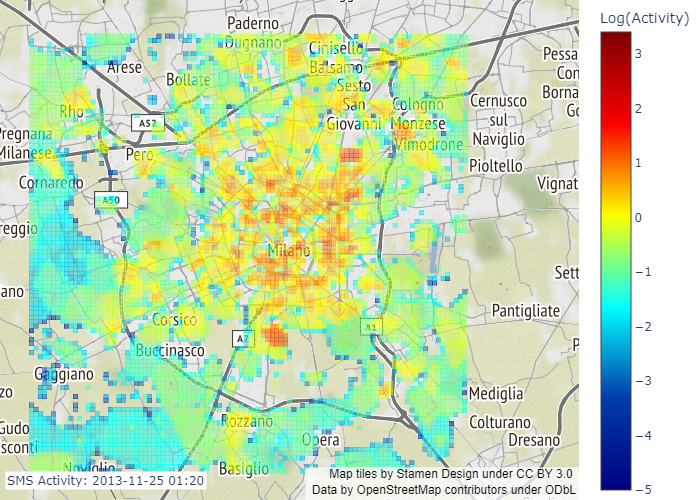 Log(Activity)
Paderno
Dugnano
Cinisello
Balsamo
Arese
Bollate
Sesto
San
Giovanni
Cologno
Monzese
Vimodrone
Pessa
Con
Borna
Go
Cernusco
sul
Naviglio
Rho
A52
Pregnana
Milanese
Pero
Pioltello
Cornaredo
A50
Vignat
reggio
Milano
Sett
ano
Corsico
Pantigliate
A7
A1
Buccinasco
P
Gaggiano
zo
Mediglia
Gudo
sconti
Rozzano
Colturano
Opera
Dresano
Noviglio
Basiglio
SMS Activity: 2013-11-25 01:20
Map tiles by Stamen Design under CC BY 3.0
Data by OpenStreetMap contributors under ODbL
3
2
1
0
−1
−2
−3
−4
−5